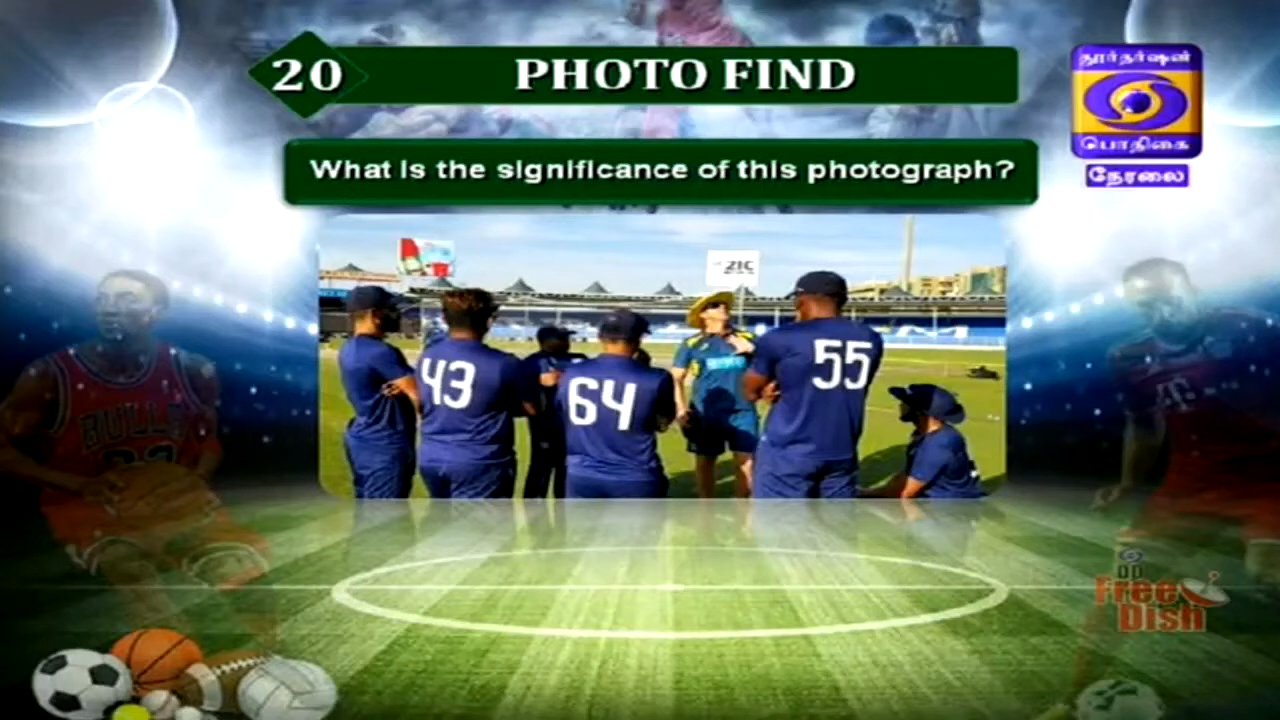 20 PHOTO FIND
தூர்தர்ஷன்
பொதிகை
நேரலை
What is the significance of this photograph?
ZIC
43
64
55
BULLS
DD
Free
Dish